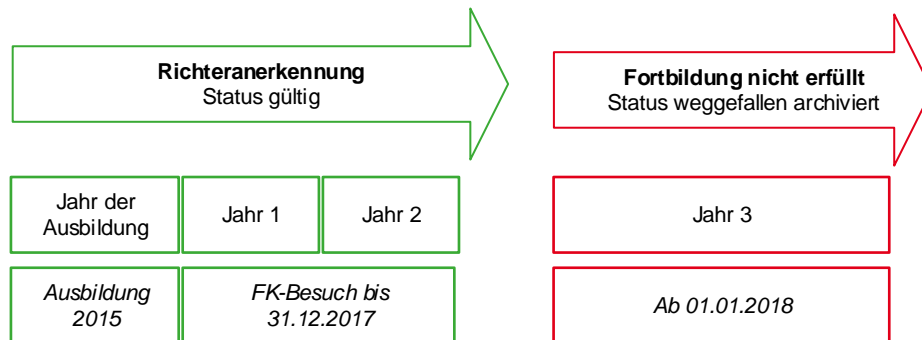 Richteranerkennung
Status gültig
Fortbildung nicht erfüllt
Status weggefallen archiviert
Jahr der
Ausbildung
Jahr 1
Jahr 2
Jahr 3
Ausbildung
2015
FK-Besuch bis
31.12.2017
Ab 01.01.2018